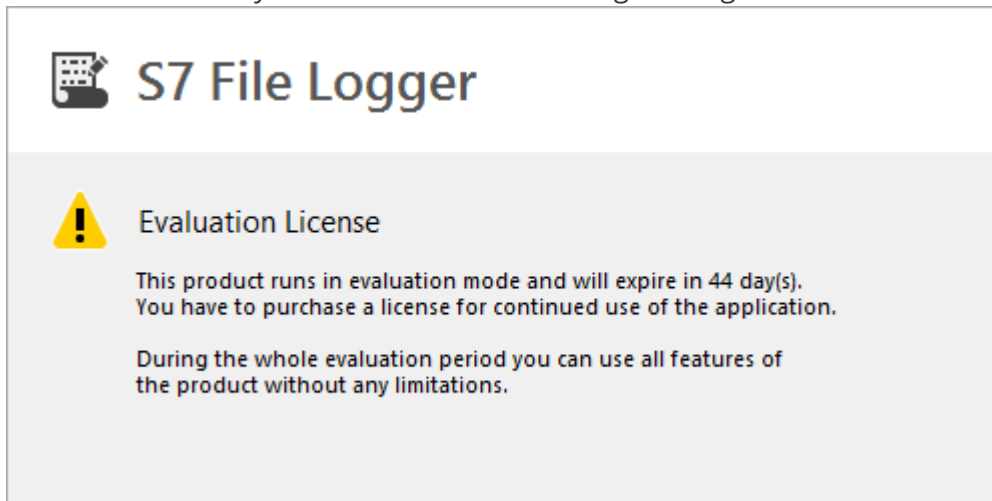 S7 File Logger
Evaluation License
This product runs in evaluation mode and will expire in 44 day(s).
You have to purchase a license for continued use of the application.
During the whole evaluation period you can use all features of
the product without any limitations.